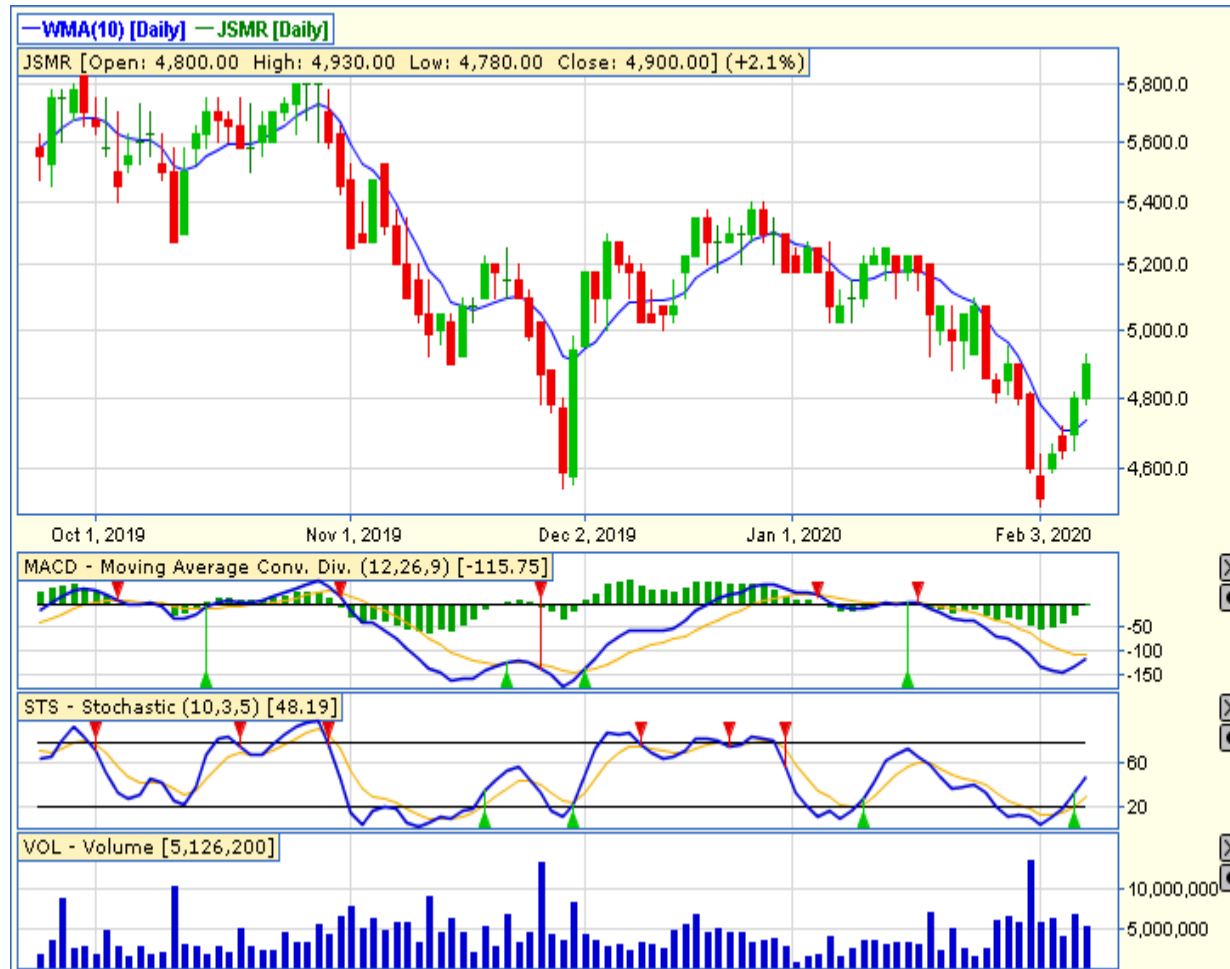 WMA(10) [Daily] JSMR [Daily]
JSMR [Open: 4,800.00 High: 4,930.00 Low: 4,780.00 Close: 4,900.00] (+2.1%)
5,800.0
5,600.0
5,400.0
5,200.0
5,000.0
4,800.0
4,600.0
Oct 1, 2019 Nov 1, 2019 Dec 2, 2019 Jan 1, 2020 Feb 3, 2020
MACD - Moving Average Conv. Div. (12,26,9) [-115.75]
-50
-100
-150
STS - Stochastic (10,3,5) [48.19]
60
20
VOL - Volume [5,126,200]
10,000,000
5,000,000